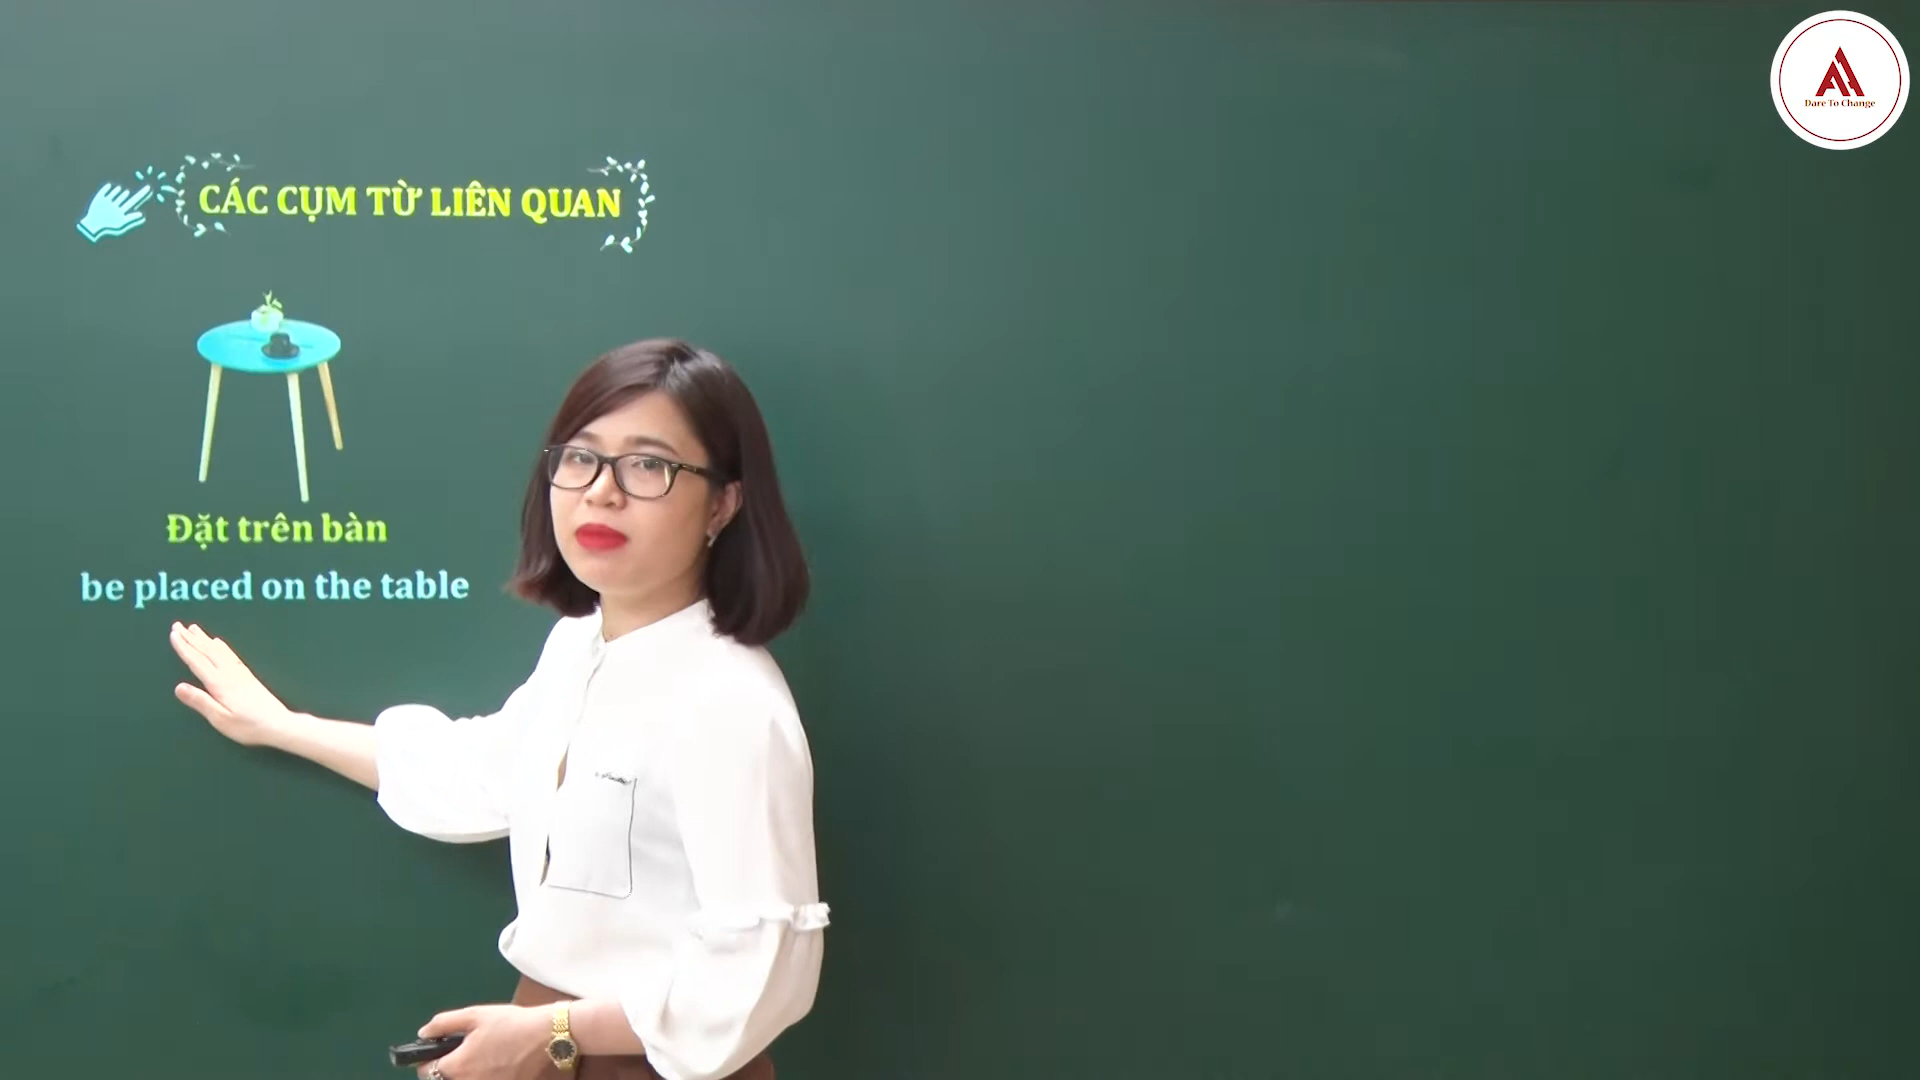 CÁC CỤM TỪ LIÊN QUAN
Đặt trên bàn
be placed on the table
Dare To Change